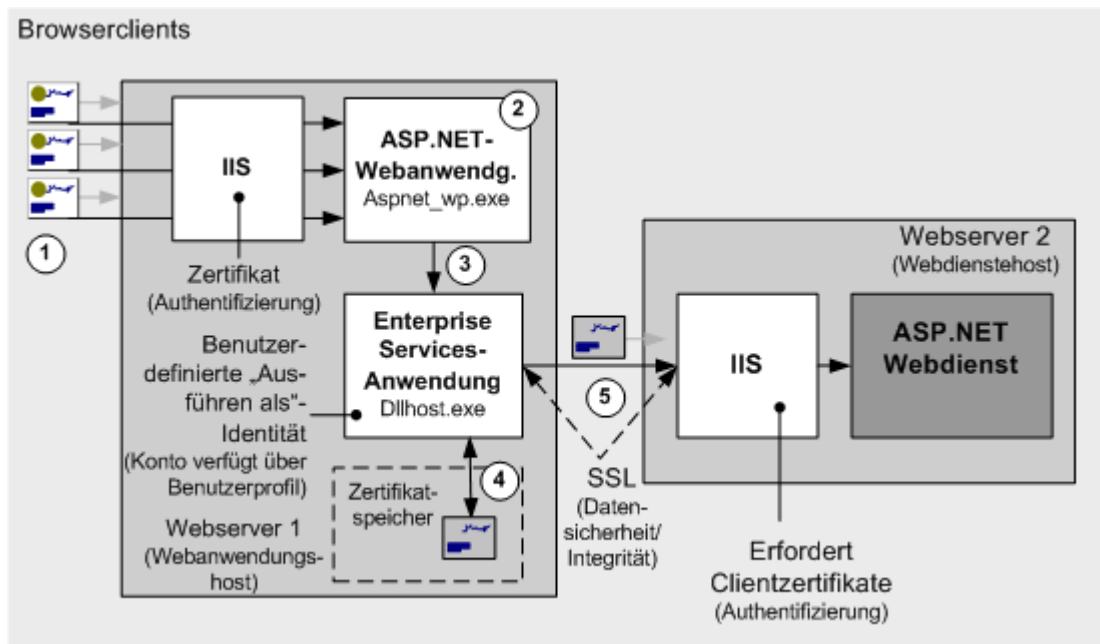 Browserclients
IIS
ASP.NET-
Webanwendg.
Aspnet_wp.exe
2
1
Zertifikat
(Authentifizierung)
3
Enterprise
Services-
Anwendung
Dllhost.exe
Benutzer-
definierte „Aus-
führen als"-
Identität
(Konto verfügt über
Benutzerprofil)
4
Zertifikat-
speicher
Webserver 1
(Webanwendungs-
host)
5
SSL
(Daten-
sicherheit/
Integrität)
Webserver 2
(Webdienstehost)
IIS
ASP.NET
Webdienst
Erfordert
Clientzertifikate
(Authentifizierung)